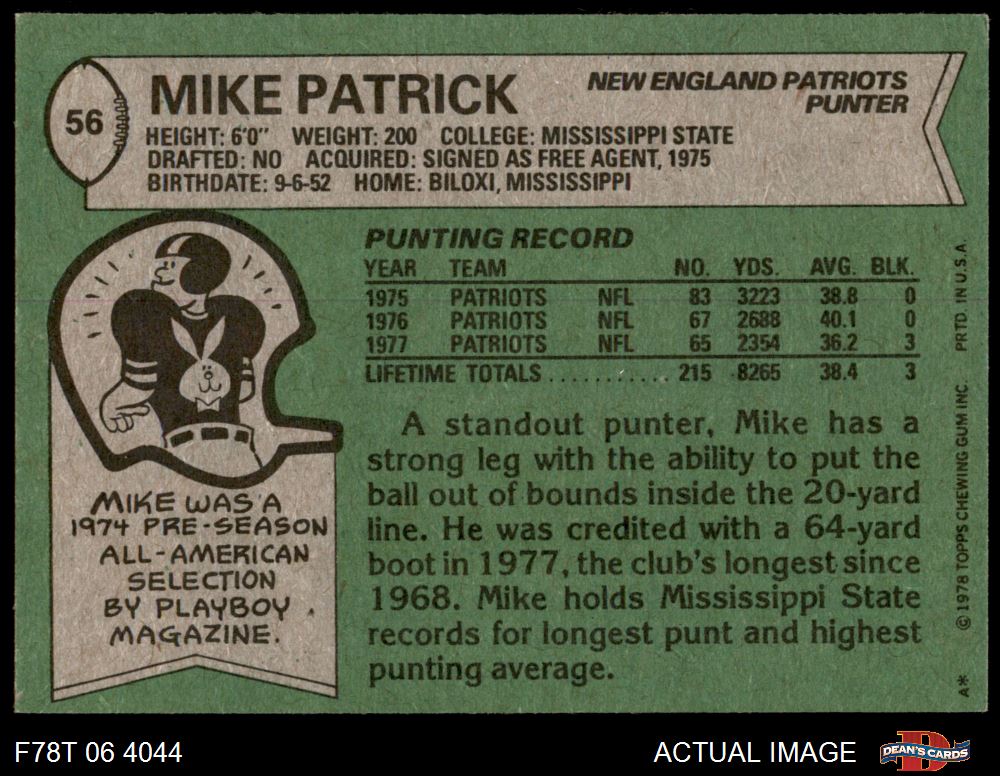 56
MIKE PATRICK
NEW ENGLAND PATRIOTS
PUNTER
HEIGHT: 6'0" WEIGHT: 200 COLLEGE: MISSISSIPPI STATE
DRAFTED: NO ACQUIRED: SIGNED AS FREE AGENT, 1975
BIRTHDATE: 9-6-52 HOME: BILOXI, MISSISSIPPI
PUNTING RECORD
YEAR TEAM NO. YDS. AVG. BLK.
1975 PATRIOTS NFL 83 3223 38.8 0
1976 PATRIOTS NFL 67 2688 40.1 0
1977 PATRIOTS NFL 65 2354 36.2 3
LIFETIME TOTALS........... 215 8265 38.4 3
A standout punter, Mike has a
strong leg with the ability to put the
ball out of bounds inside the 20-yard
line. He was credited with a 64-yard
boot in 1977, the club's longest since
1968. Mike holds Mississippi State
records for longest punt and highest
punting average.
MIKE WAS A
1974 PRE-SEASON
ALL-AMERICAN
SELECTION
BY PLAYBOY
MAGAZINE.
A* © 1978 TOPPS CHEWING GUM INC. PRTD. IN U.S.A.
F78T 06 4044
ACTUAL IMAGE
D
DEAN'S CARDS